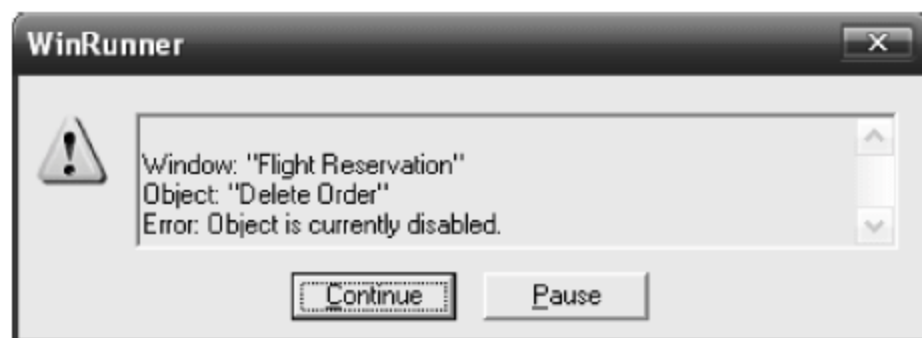 WinRunner
Window: "Flight Reservation"
Object: "Delete Order"
Error: Object is currently disabled.
Continue
Pause